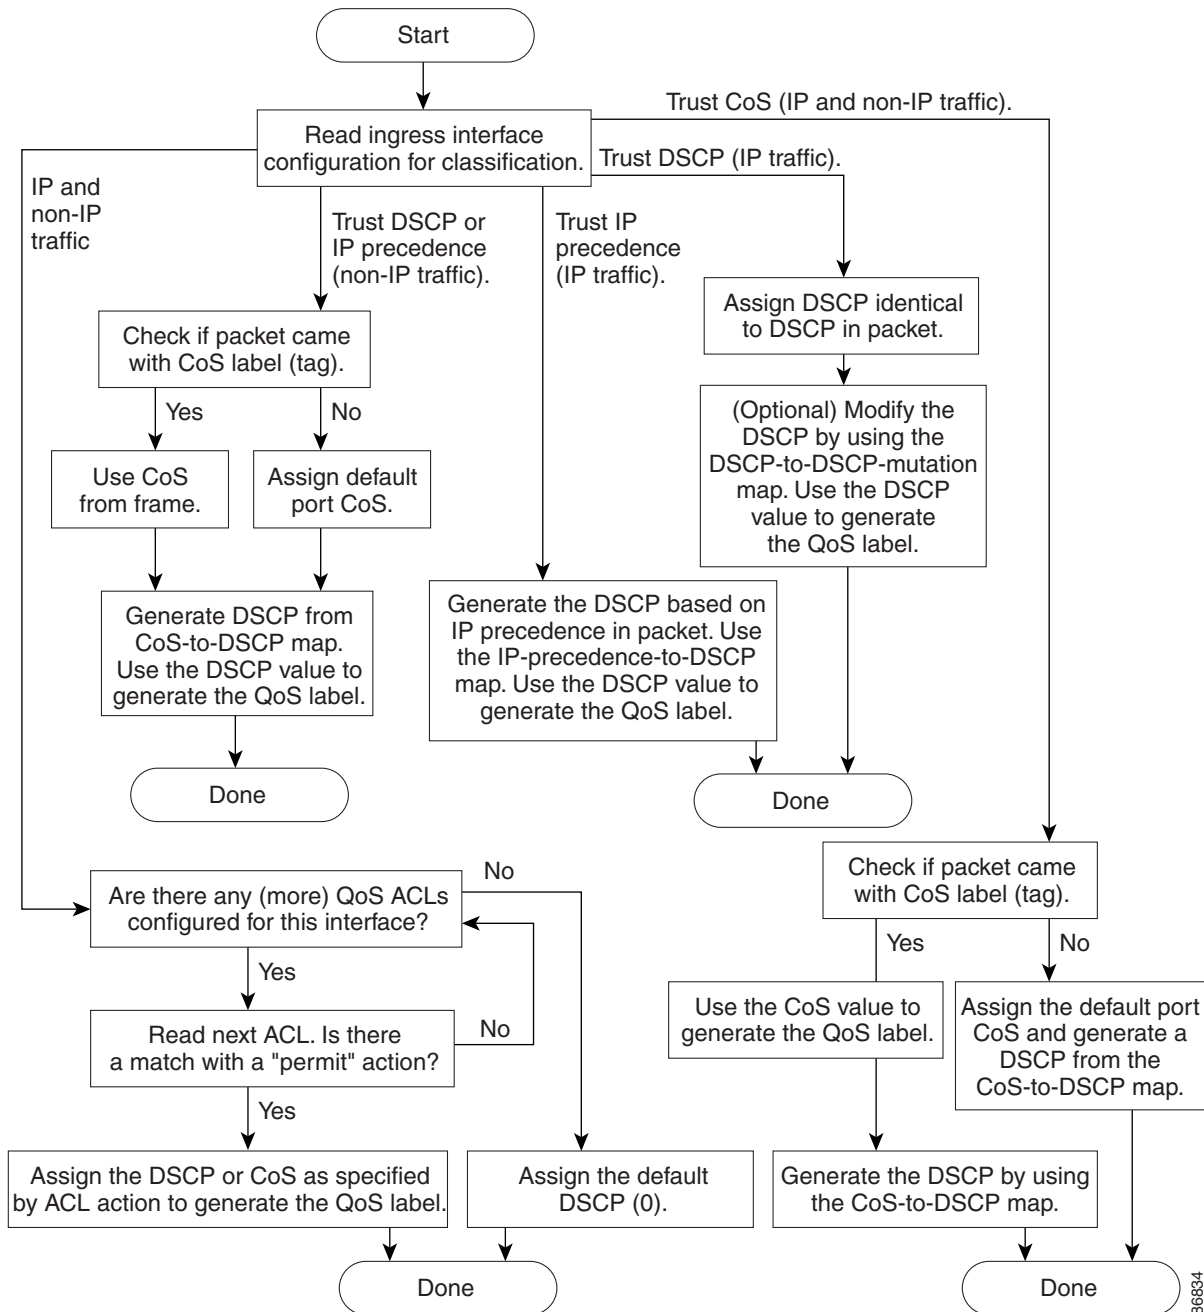 Start
Trust CoS (IP and non-IP traffic).
Read ingress interface
configuration for classification.
Trust DSCP (IP traffic).
IP and
non-IP
traffic
Trust DSCP or
IP precedence
(non-IP traffic).
Trust IP
precedence
(IP traffic).
Assign DSCP identical
to DSCP in packet.
Check if packet came
with CoS label (tag).
(Optional) Modify the
DSCP by using the
DSCP-to-DSCP-mutation
map. Use the DSCP
value to generate
the QoS label.
Yes
No
Use CoS
from frame.
Assign default
port CoS.
Generate DSCP from
CoS-to-DSCP map.
Use the DSCP value to
generate the QoS label.
Generate the DSCP based on
IP precedence in packet. Use
the IP-precedence-to-DSCP
map. Use the DSCP value to
generate the QoS label.
Done
Done
Are there any (more) QoS ACLs
configured for this interface?
No
Check if packet came
with CoS label (tag).
Yes
Yes
No
Read next ACL. Is there
a match with a "permit" action?
No
Use the CoS value to
generate the QoS label.
Assign the default port
CoS and generate a
DSCP from the
CoS-to-DSCP map.
Yes
Assign the DSCP or CoS as specified
by ACL action to generate the QoS label.
Assign the default
DSCP (0).
Generate the DSCP by using
the CoS-to-DSCP map.
Done
Done
86834